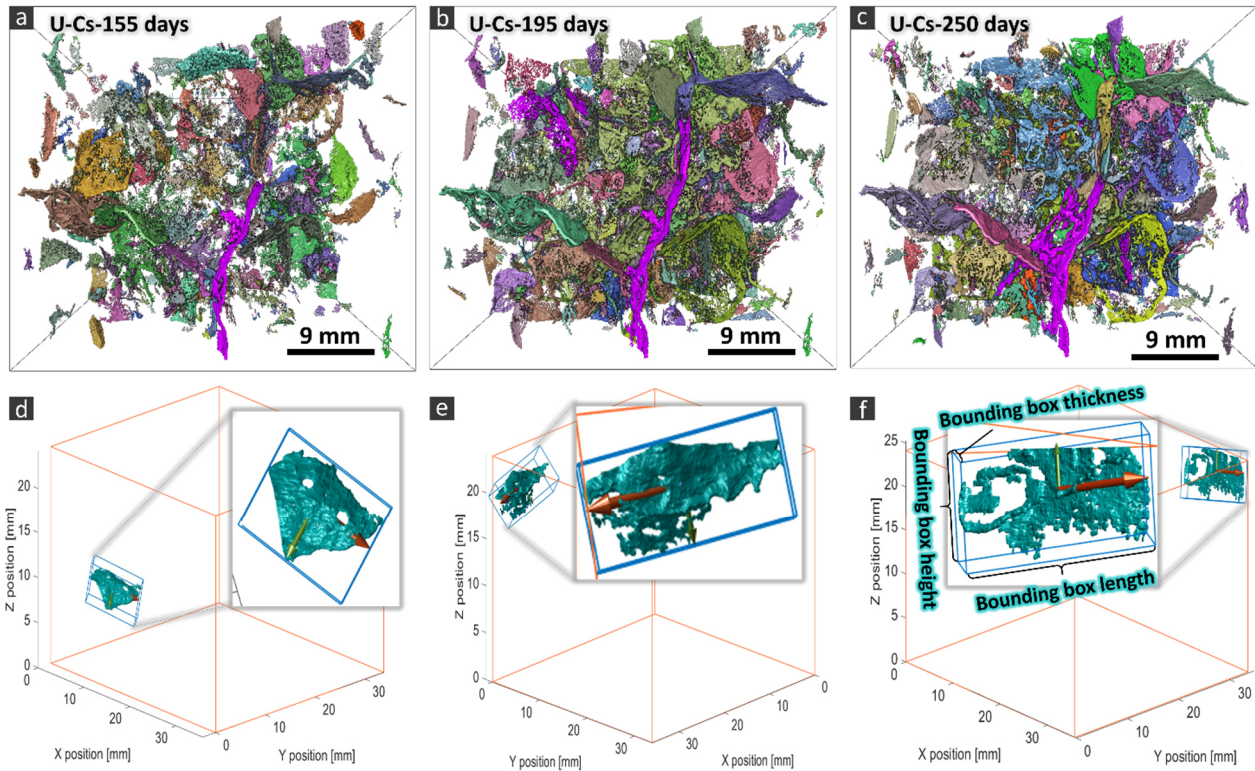 a U-Cs-155 days
9 mm
b U-Cs-195 days
9 mm
c U-Cs-250 days
9 mm
d
Z position [mm]
20
15
10
5
0
0
10
20
30
X position [mm]
0
10
20
30
Y position [mm]
e
Z position [mm]
20
15
10
5
0
0
10
20
30
Y position [mm]
0
10
20
30
X position [mm]
f
Bounding box thickness
Bounding box height
Bounding box length
Z position [mm]
25
20
15
10
5
0
0
10
20
30
X position [mm]
0
10
20
30
Y position [mm]